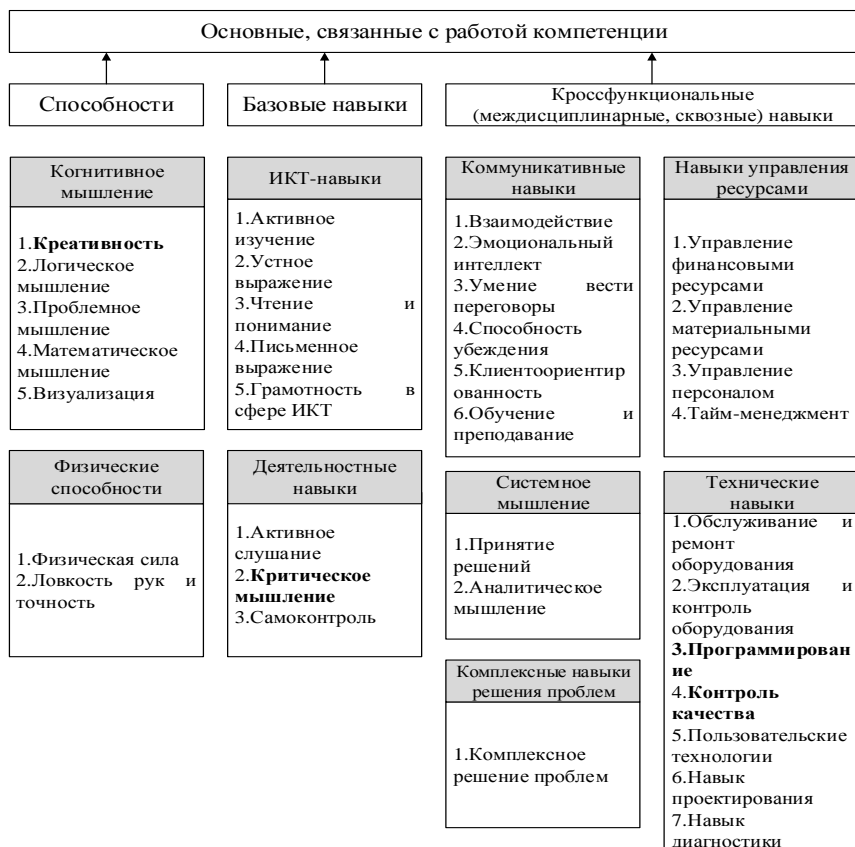 Основные, связанные с работой компетенции
Способности
Базовые навыки
Кроссфункциональные
(междисциплинарные, сквозные) навыки
Когнитивное
мышление
1.Креативность
2.Логическое
мышление
3.Проблемное
мышление
4.Математическое
мышление
5.Визуализация
ИКТ-навыки
1.Активное
изучение
2.Устное
выражение
3.Чтение и
понимание
4.Письменное
выражение
5.Грамотность в
сфере ИКТ
Коммуникативные
навыки
1.Взаимодействие
2.Эмоциональный
интеллект
3.Умение вести
переговоры
4.Способность
убеждения
5.Клиентоориентир
ованность
6.Обучение и
преподавание
Навыки управления
ресурсами
1.Управление
финансовыми
ресурсами
2.Управление
материальными
ресурсами
3.Управление
персоналом
4.Тайм-менеджмент
Физические
способности
1.Физическая сила
2.Ловкость рук и
точность
Деятельностные
навыки
1.Активное
слушание
2.Критическое
мышление
3.Самоконтроль
Системное
мышление
1.Принятие
решений
2.Аналитическое
мышление
Технические
навыки
1.Обслуживание и
ремонт
оборудования
2.Эксплуатация и
контроль
оборудования
3.Программирован
ие
4.Контроль
качества
5.Пользовательские
технологии
6.Навык
проектирования
7.Навык
диагностики
Комплексные навыки
решения проблем
1.Комплексное
решение проблем